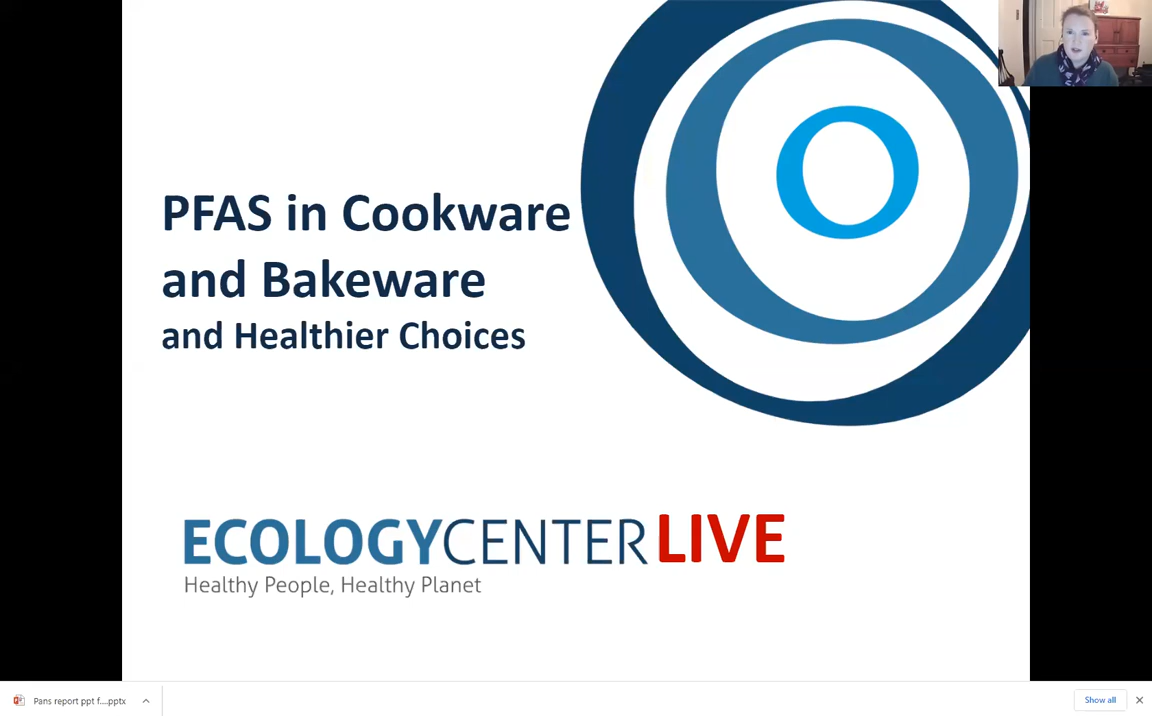 PFAS in Cookware
and Bakeware
and Healthier Choices
ECOLOGYCENTER LIVE
Healthy People, Healthy Planet
Pans report ppt f....pptx
Show all